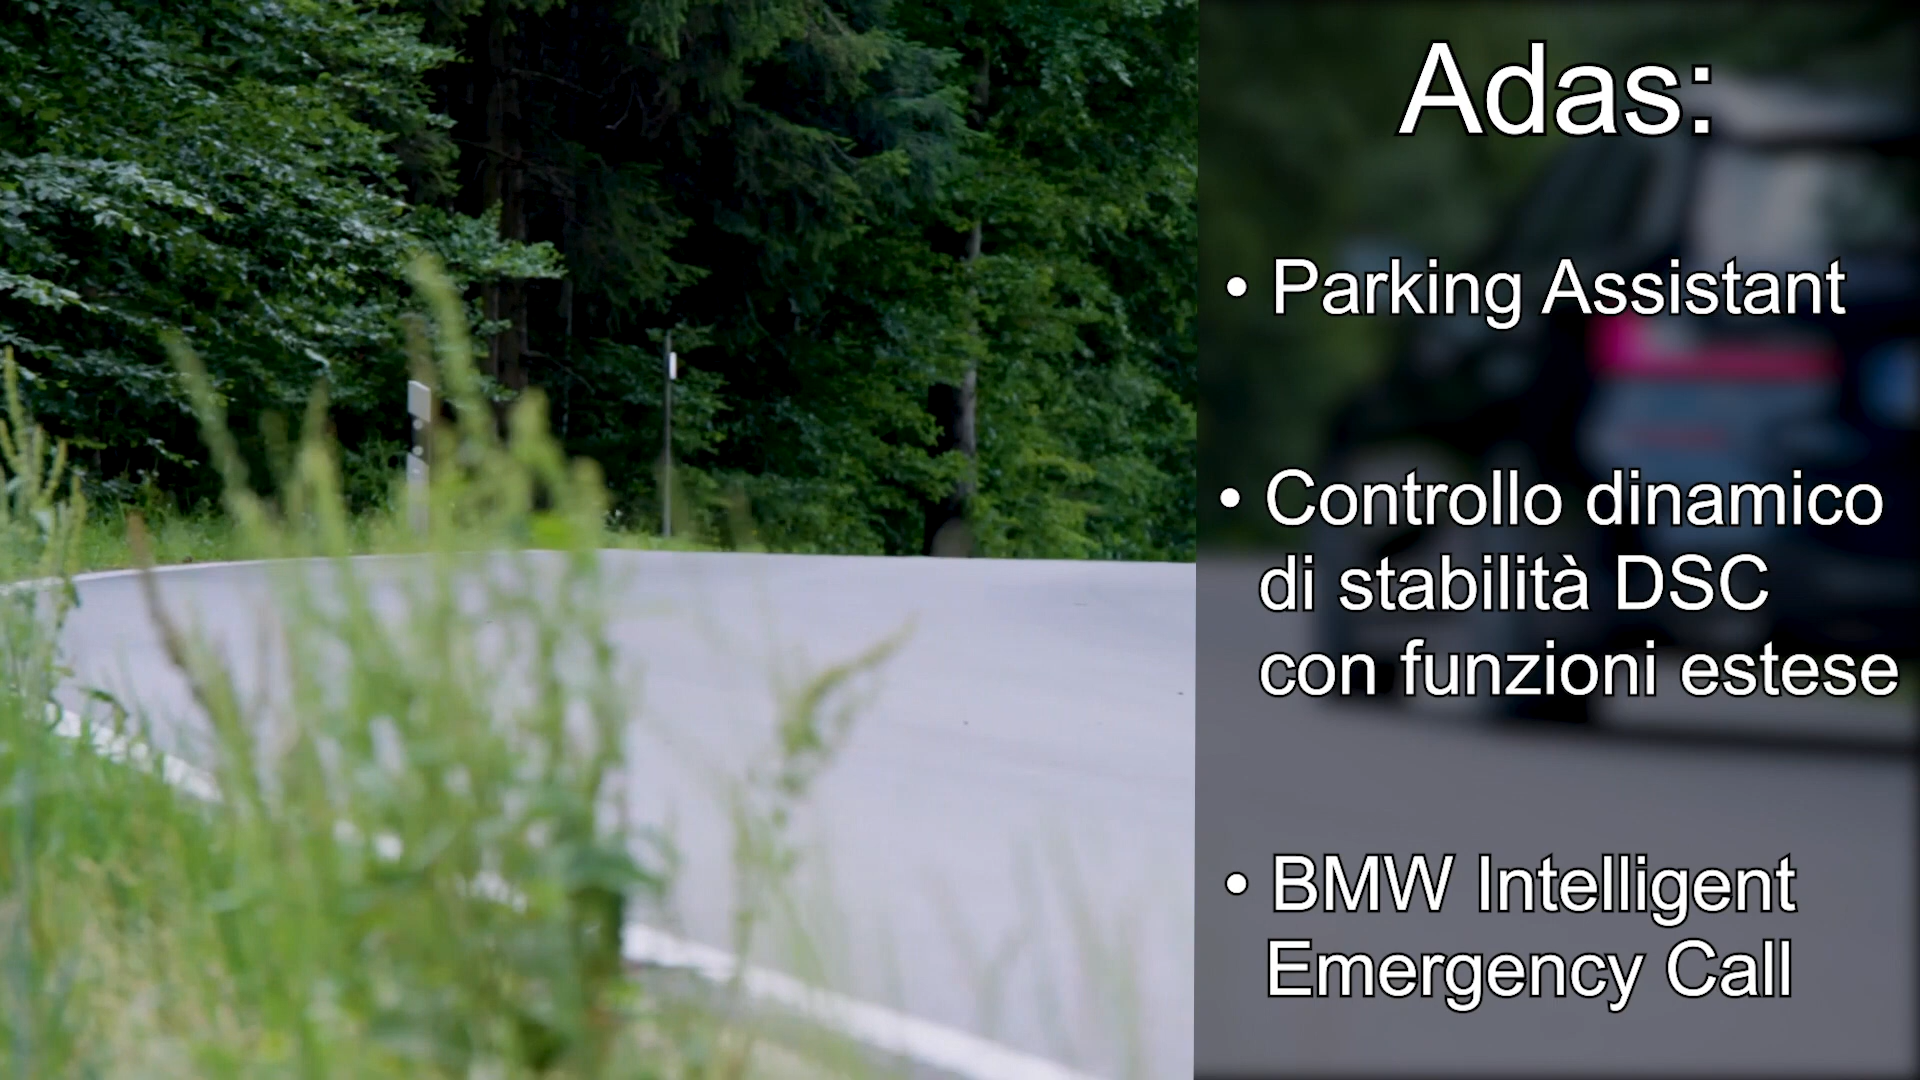 Adas:
• Parking Assistant
• Controllo dinamico
di stabilità DSC
con funzioni estese
• BMW Intelligent
Emergency Call